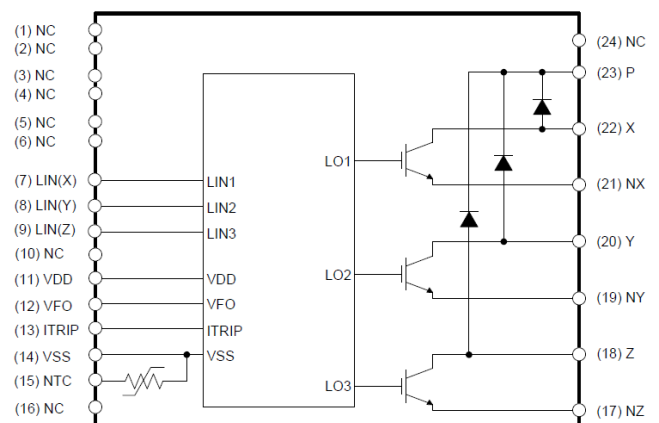 (1) NC
(2) NC
(3) NC
(4) NC
(5) NC
(6) NC
(7) LIN(X)
(8) LIN(Y)
(9) LIN(Z)
(10) NC
(11) VDD
(12) VFO
(13) ITRIP
(14) VSS
(15) NTC
(16) NC
LIN1
LIN2
LIN3
VDD
VFO
ITRIP
VSS
LO1
LO2
LO3
(24) NC
(23) P
(22) X
(21) NX
(20) Y
(19) NY
(18) Z
(17) NZ